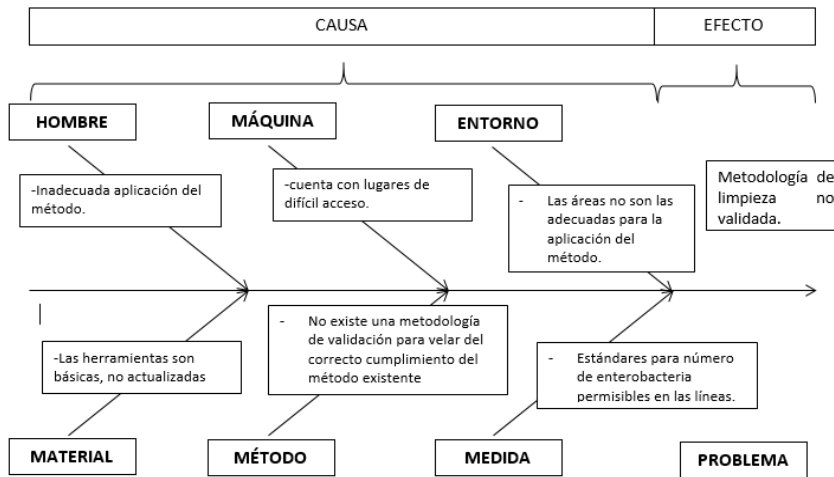 CAUSA
EFECTO
HOMBRE
MÁQUINA
ENTORNO
-Inadecuada aplicación del
método.
-cuenta con lugares de
difícil acceso.
- Las áreas no son las
adecuadas para la
aplicación del
método.
Metodología de
limpieza no
validada.
-Las herramientas son
básicas, no actualizadas
- No existe una metodología
de validación para velar del
correcto cumplimiento del
método existente
- Estándares para número
de enterobacteria
permisibles en las líneas.
MATERIAL
MÉTODO
MEDIDA
PROBLEMA